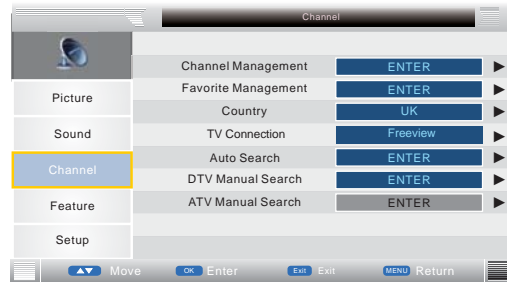 Channel
Channel Management ENTER
Favorite Management ENTER
Picture
Country UK
Sound
TV Connection Freeview
Auto Search ENTER
Channel
DTV Manual Search ENTER
Feature
ATV Manual Search ENTER
Setup
Move OK Enter Exit Exit MENU Return